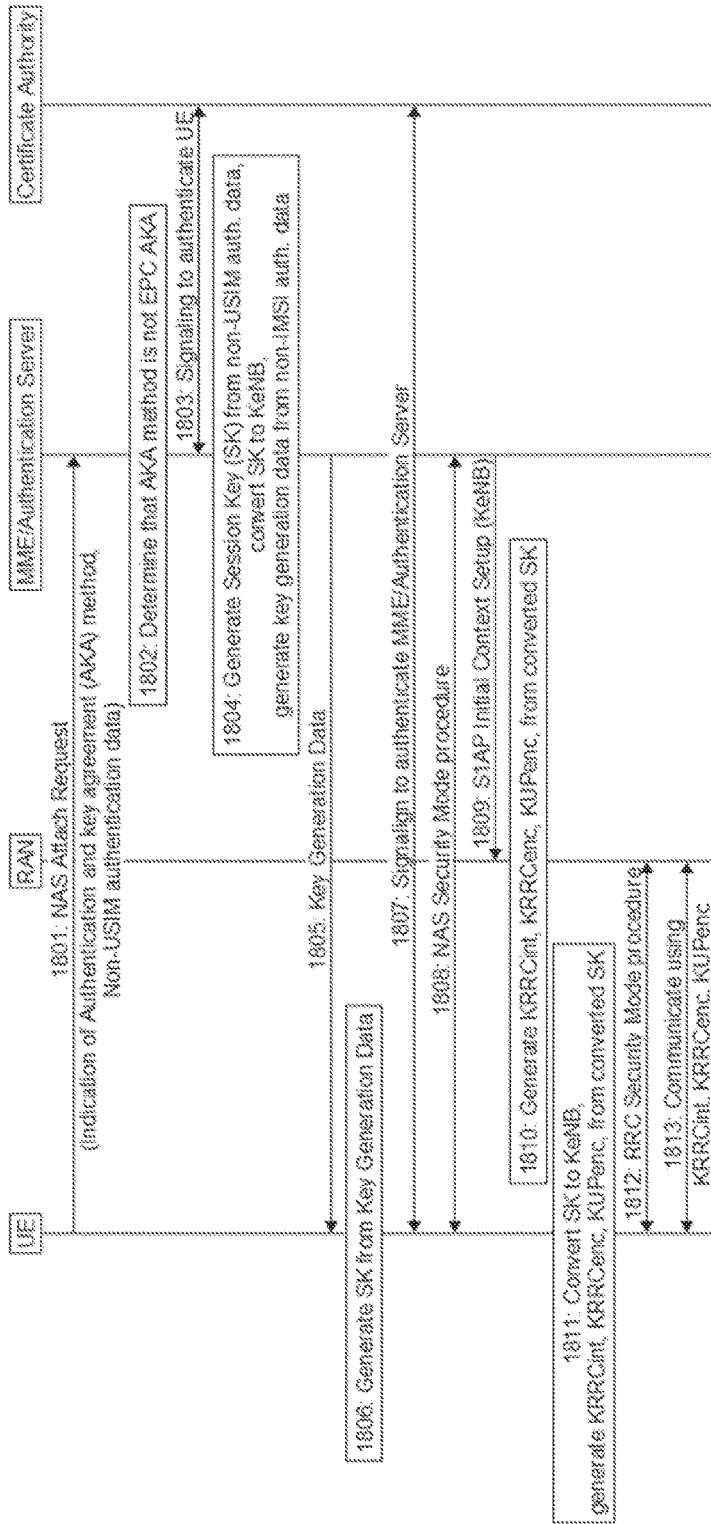 UE
RAN
MME/Authentication Server
Certificate Authority
1801: NAS Attach Request
(Indication of Authentication and key agreement (AKA) method,
Non-USIM authentication data)
1802: Determine that AKA method is not EPC AKA
1803: Signaling to authenticate UE
1804: Generate Session Key (SK) from non-USIM auth. data,
convert SK to KeNB,
generate key generation data from non-IMSI auth. data
1805: Key Generation Data
1806: Generate SK from Key Generation Data
1807: Signalign to authenticate MME/Authentication Server
1808: NAS Security Mode procedure
1809: S1AP Initial Context Setup (KeNB)
1810: Generate KRRCint, KRRCenc, KUPenc, from converted SK
1811: Convert SK to KeNB,
generate KRRCint, KRRCenc, KUPenc, from converted SK
1812: RRC Security Mode procedure
1813: Communicate using
KRRCint, KRRCenc, KUPenc